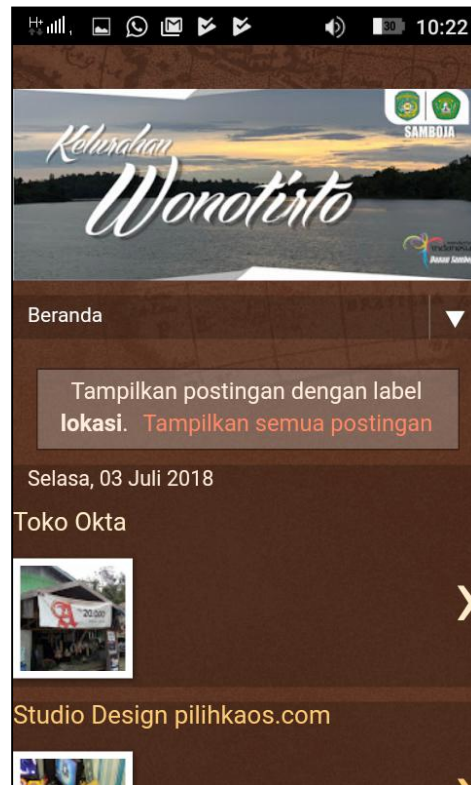 H+ 30 10:22
SAMBOJA
Kelurahan
Wonotirto
Beranda
Tampilkan postingan dengan label
lokasi. Tampilkan semua postingan
Selasa, 03 Juli 2018
Toko Okta
20.000
Studio Design pilihkaos.com